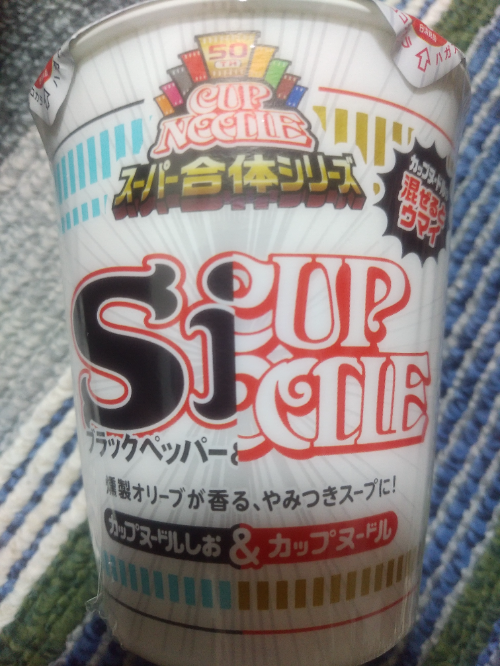 50TH
CUP
NOODLE
スーパー合体シリーズ
混ぜると
ウマイ
Si CUP
NOODLE
ブラックペッパー&
燻製オリーブが香る、やみつきスープに!
カップヌードルしお & カップヌードル